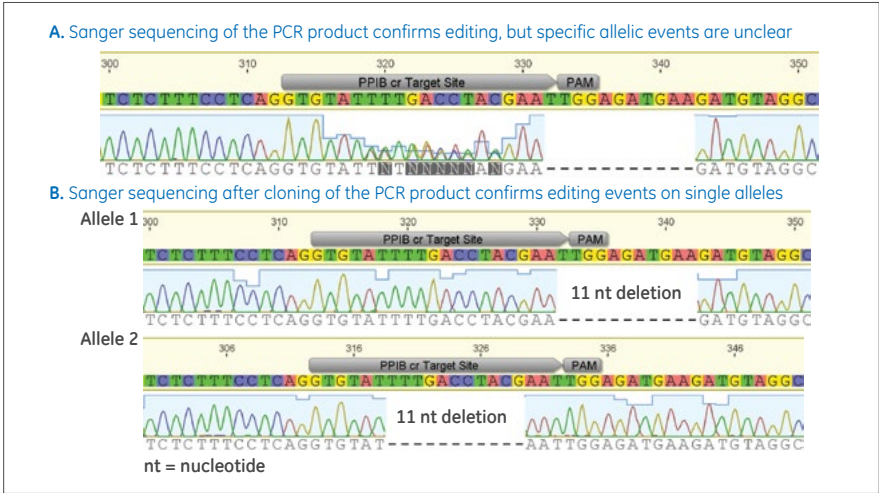 A. Sanger sequencing of the PCR product confirms editing, but specific allelic events are unclear
300 310 320 330 340 350
PPIB cr Target Site PAM
TCTCTTTCCTCAGGTGTATTTTGACCTACGAATTGGAGATGAAGATGTAGGC
TCTCTTTCCTCAGGTGTATTNTNNNNNANGAA-----------GATGTAGGC
B. Sanger sequencing after cloning of the PCR product confirms editing events on single alleles
Allele 1
300 310 320 330 340 350
PPIB cr Target Site PAM
TCTCTTTCCTCAGGTGTATTTTGACCTACGAATTGGAGATGAAGATGTAGGC
11 nt deletion
TCTCTTTCCTCAGGTGTATTTTGACCTACGAA-----------GATGTAGGC
Allele 2
306 316 326 336 346
PPIB cr Target Site PAM
TCTCTTTCCTCAGGTGTATTTTGACCTACGAATTGGAGATGAAGATGTAGGC
11 nt deletion
TCTCTTTCCTCAGGTGTAT-----------AATTGGAGATGAAGATGTAGGC
nt = nucleotide